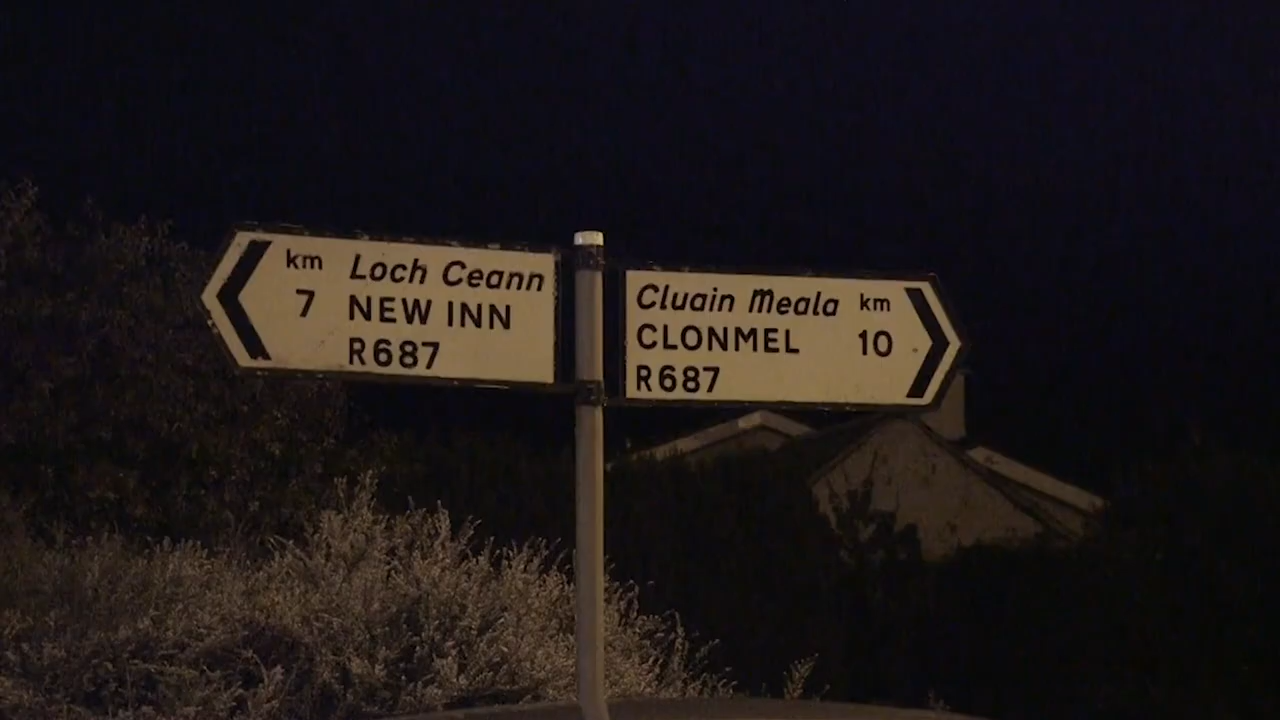 km Loch Ceann
7 NEW INN
R687
Cluain Meala km
CLONMEL 10
R687